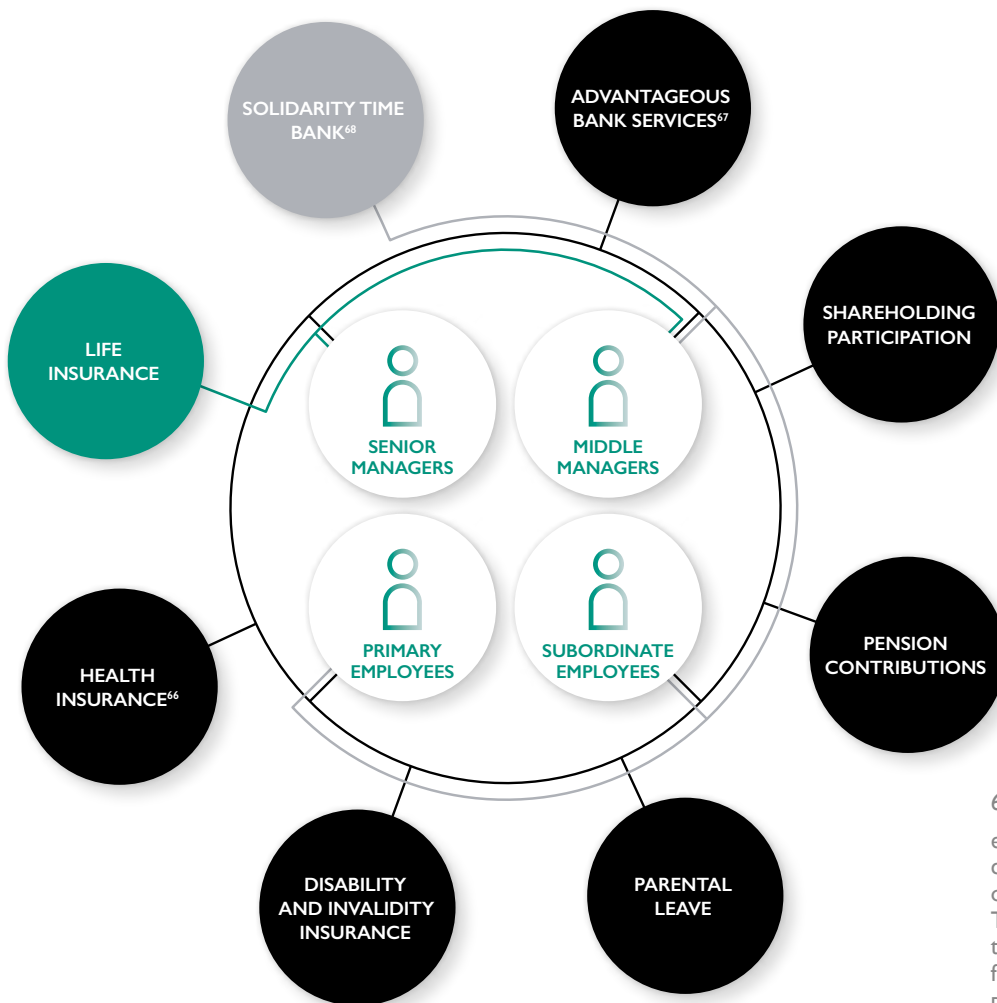 SOLIDARITY TIME
BANK⁶⁸
ADVANTAGEOUS
BANK SERVICES⁶⁷
SHAREHOLDING
PARTICIPATION
LIFE
INSURANCE
SENIOR
MANAGERS
MIDDLE
MANAGERS
PRIMARY
EMPLOYEES
SUBORDINATE
EMPLOYEES
HEALTH
INSURANCE⁶⁶
PENSION
CONTRIBUTIONS
DISABILITY
AND INVALIDITY
INSURANCE
PARENTAL
LEAVE